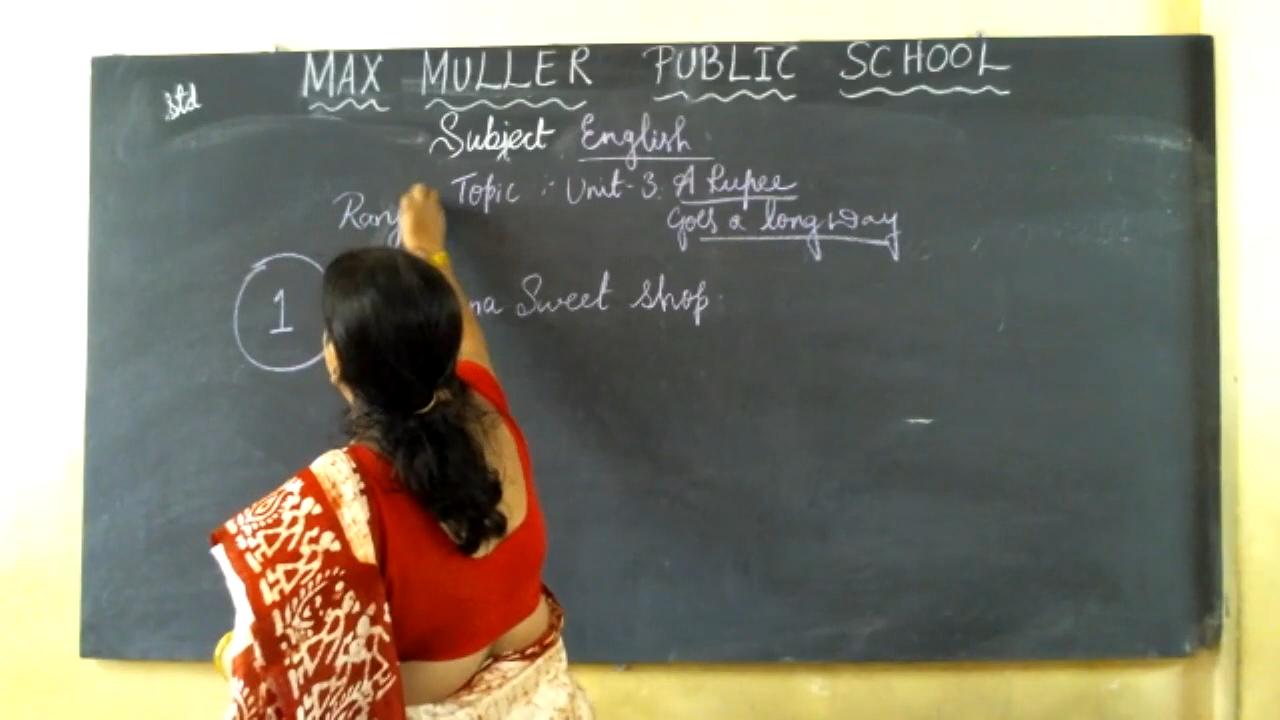 MAX MULLER PUBLIC SCHOOL
std
Subject English
Topic :- Unit-3. A Rupee
Goes a long Way
1
Sweet Shop.